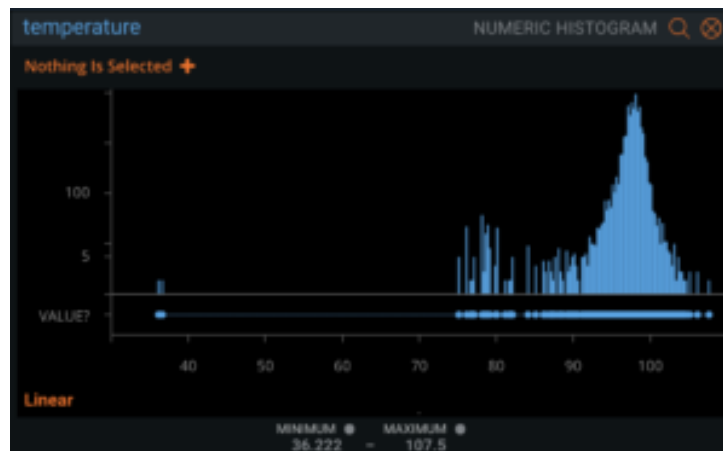 temperature NUMERIC HISTOGRAM
Nothing Is Selected
100
5
VALUE?
40 50 60 70 80 90 100
Linear
MINIMUM MAXIMUM
36.222 – 107.5